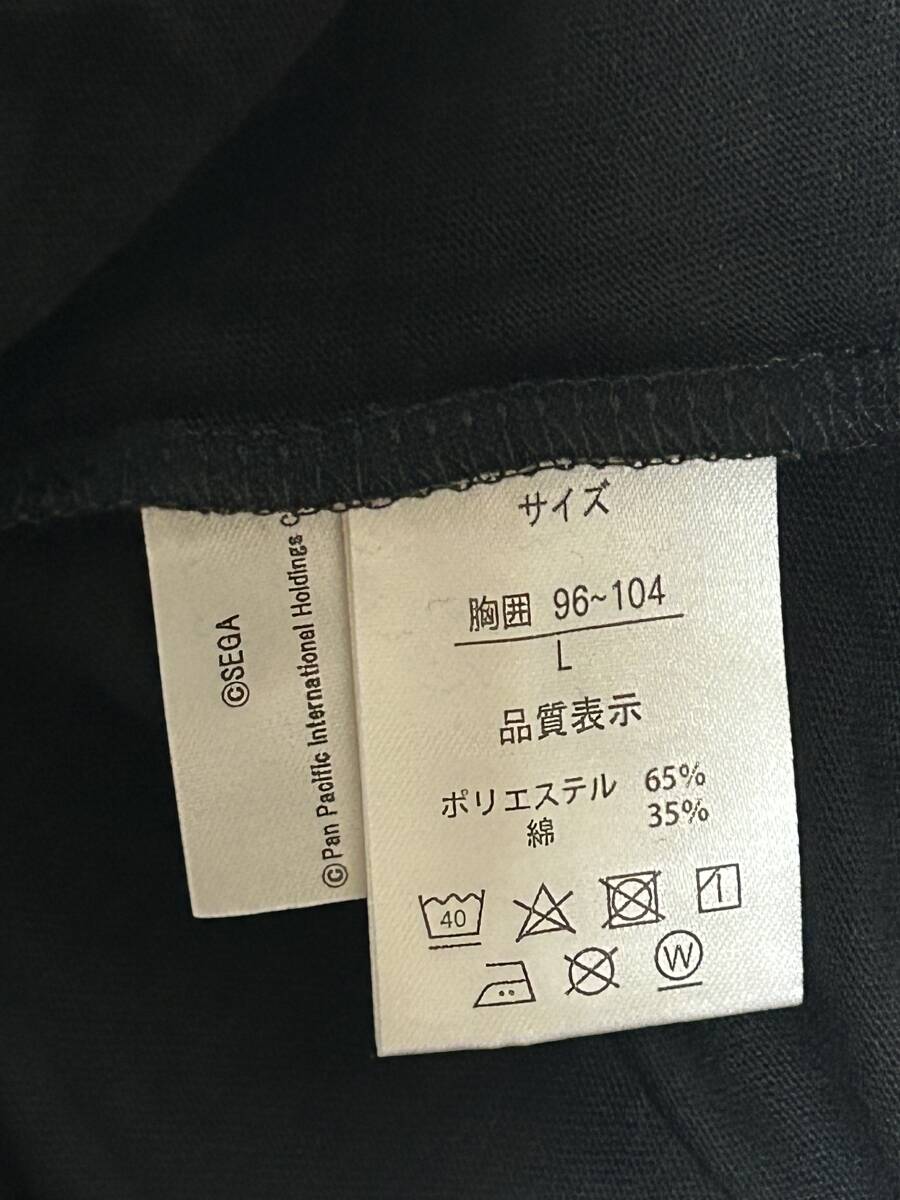 サイズ
胸囲 96~104
L
品質表示
ポリエステル 65%
綿 35%
40
W
©SEGA
©Pan Pacific International Holdings